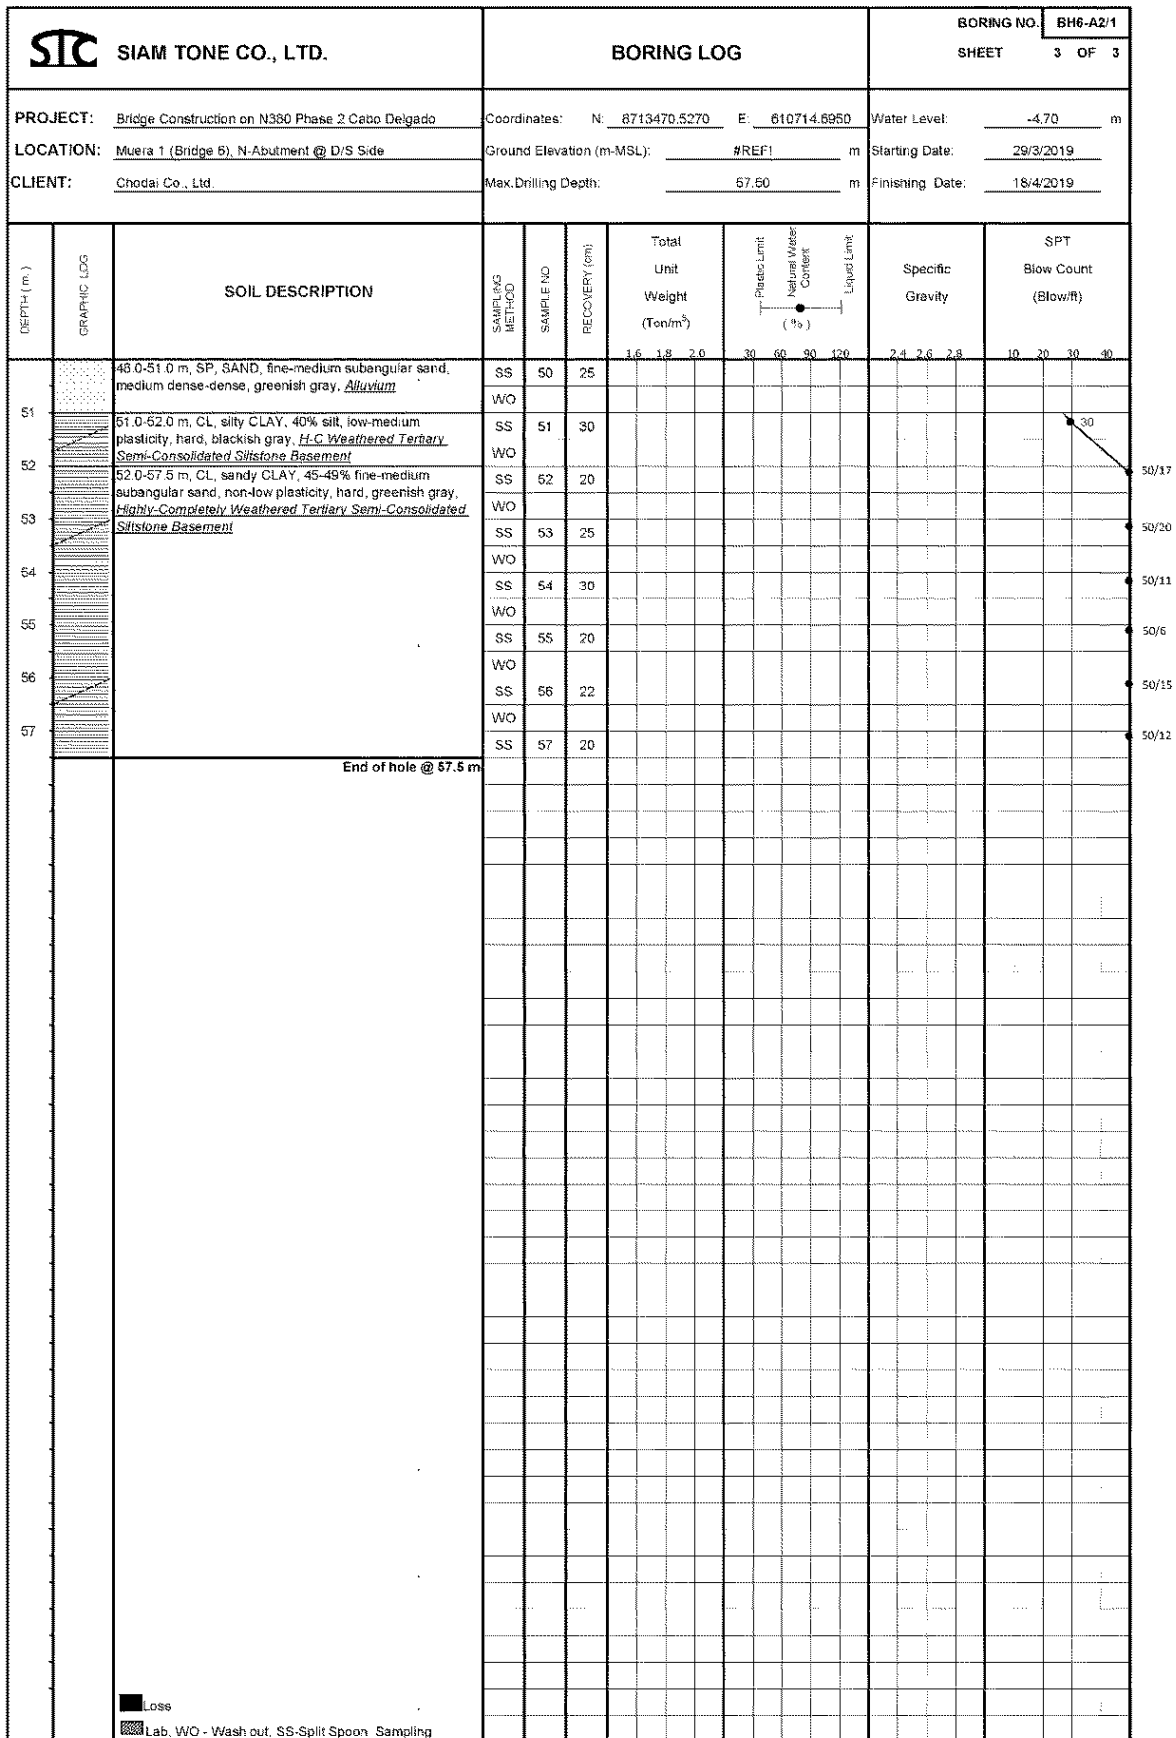 STC SIAM TONE CO., LTD.
BORING LOG
BORING NO. BH6-A2/1
SHEET 3 OF 3
PROJECT: Bridge Construction on N380 Phase 2 Cabo Delgado
LOCATION: Muera 1 (Bridge 6), N-Abutment @ D/S Side
CLIENT: Chodai Co., Ltd.
Coordinates: N: 8713470.5270 E: 610714.6950
Ground Elevation (m-MSL): #REF! m
Max.Drilling Depth: 57.50 m
Water Level: -4.70 m
Starting Date: 29/3/2019
Finishing Date: 18/4/2019
DEPTH ( m. )
GRAPHIC LOG
SOIL DESCRIPTION
SAMPLING METHOD
SAMPLE NO
RECOVERY (cm)
Total
Unit
Weight
(Ton/m³)
1.6 1.8 2.0
Plastic Limit
Natural Water Content
Liquid Limit
( % )
30 60 90 120
Specific
Gravity
2.4 2.6 2.8
SPT
Blow Count
(Blow/ft)
10 20 30 40
48.0-51.0 m, SP, SAND, fine-medium subangular sand,
medium dense-dense, greenish gray, Alluvium
SS 50 25
WO
51
51.0-52.0 m, CL, silty CLAY, 40% silt, low-medium
plasticity, hard, blackish gray, H-C Weathered Tertiary
Semi-Consolidated Siltstone Basement
SS 51 30
30
WO
52
52.0-57.5 m, CL, sandy CLAY, 45-49% fine-medium
subangular sand, non-low plasticity, hard, greenish gray,
Highly-Completely Weathered Tertiary Semi-Consolidated
Siltstone Basement
SS 52 20
50/17
WO
53
SS 53 25
50/20
WO
54
SS 54 30
50/11
WO
55
SS 55 20
50/6
WO
56
SS 56 22
50/15
WO
57
SS 57 20
50/12
End of hole @ 57.5 m
Loss
Lab, WO - Wash out, SS-Split Spoon Sampling